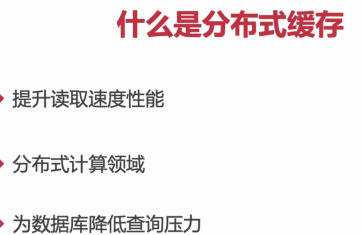 什么是分布式缓存
提升读取速度性能
分布式计算领域
为数据库降低查询压力